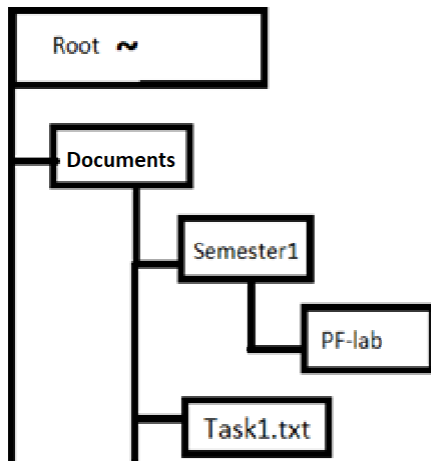 Root ~
Documents
Semester1
PF-lab
Task1.txt